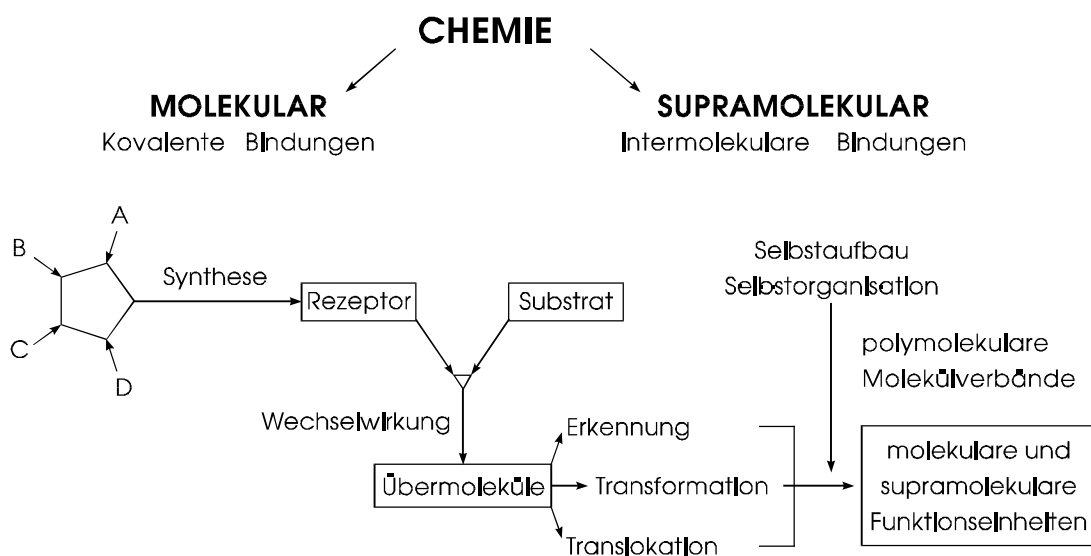 CHEMIE
MOLEKULAR
Kovalente Bindungen
SUPRAMOLEKULAR
Intermolekulare Bindungen
A
B
C
D
Synthese
Rezeptor
Substrat
Selbstaufbau
Selbstorganisation
polymolekulare
Molekülverbände
Wechselwirkung
Übermoleküle
Erkennung
Transformation
Translokation
molekulare und
supramolekulare
Funktionseinheiten